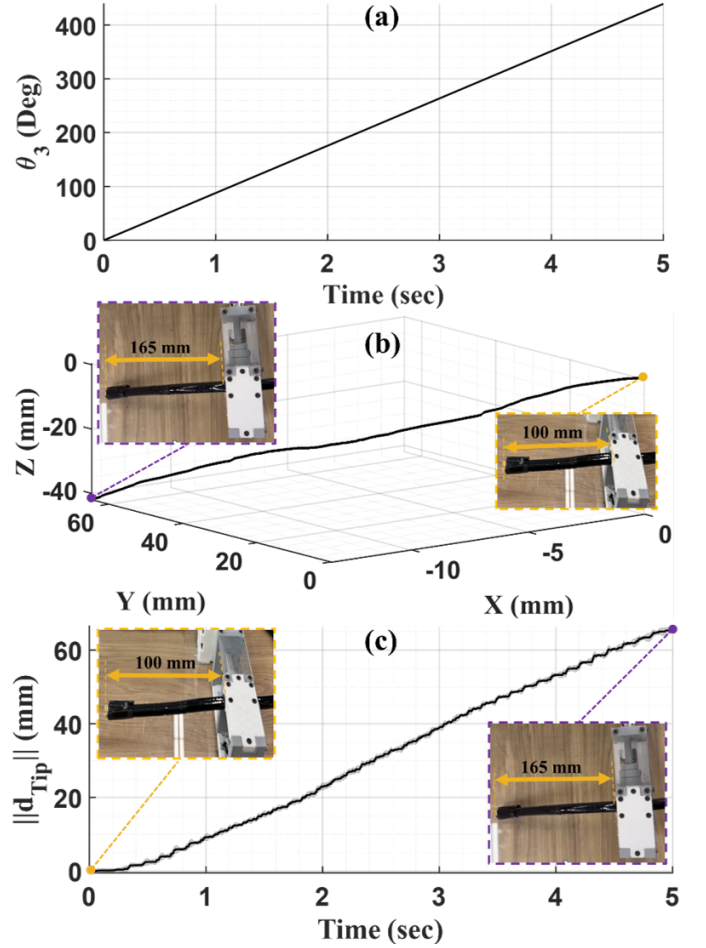 (a)
400
300
200
100
0
θ_3 (Deg)
0 1 2 3 4 5
Time (sec)
165 mm
(b)
0
-20
-40
Z (mm)
100 mm
60 40 20 0
-10 -5 0
Y (mm) X (mm)
100 mm
(c)
60
40
20
0
||d_Tip|| (mm)
165 mm
0 1 2 3 4 5
Time (sec)